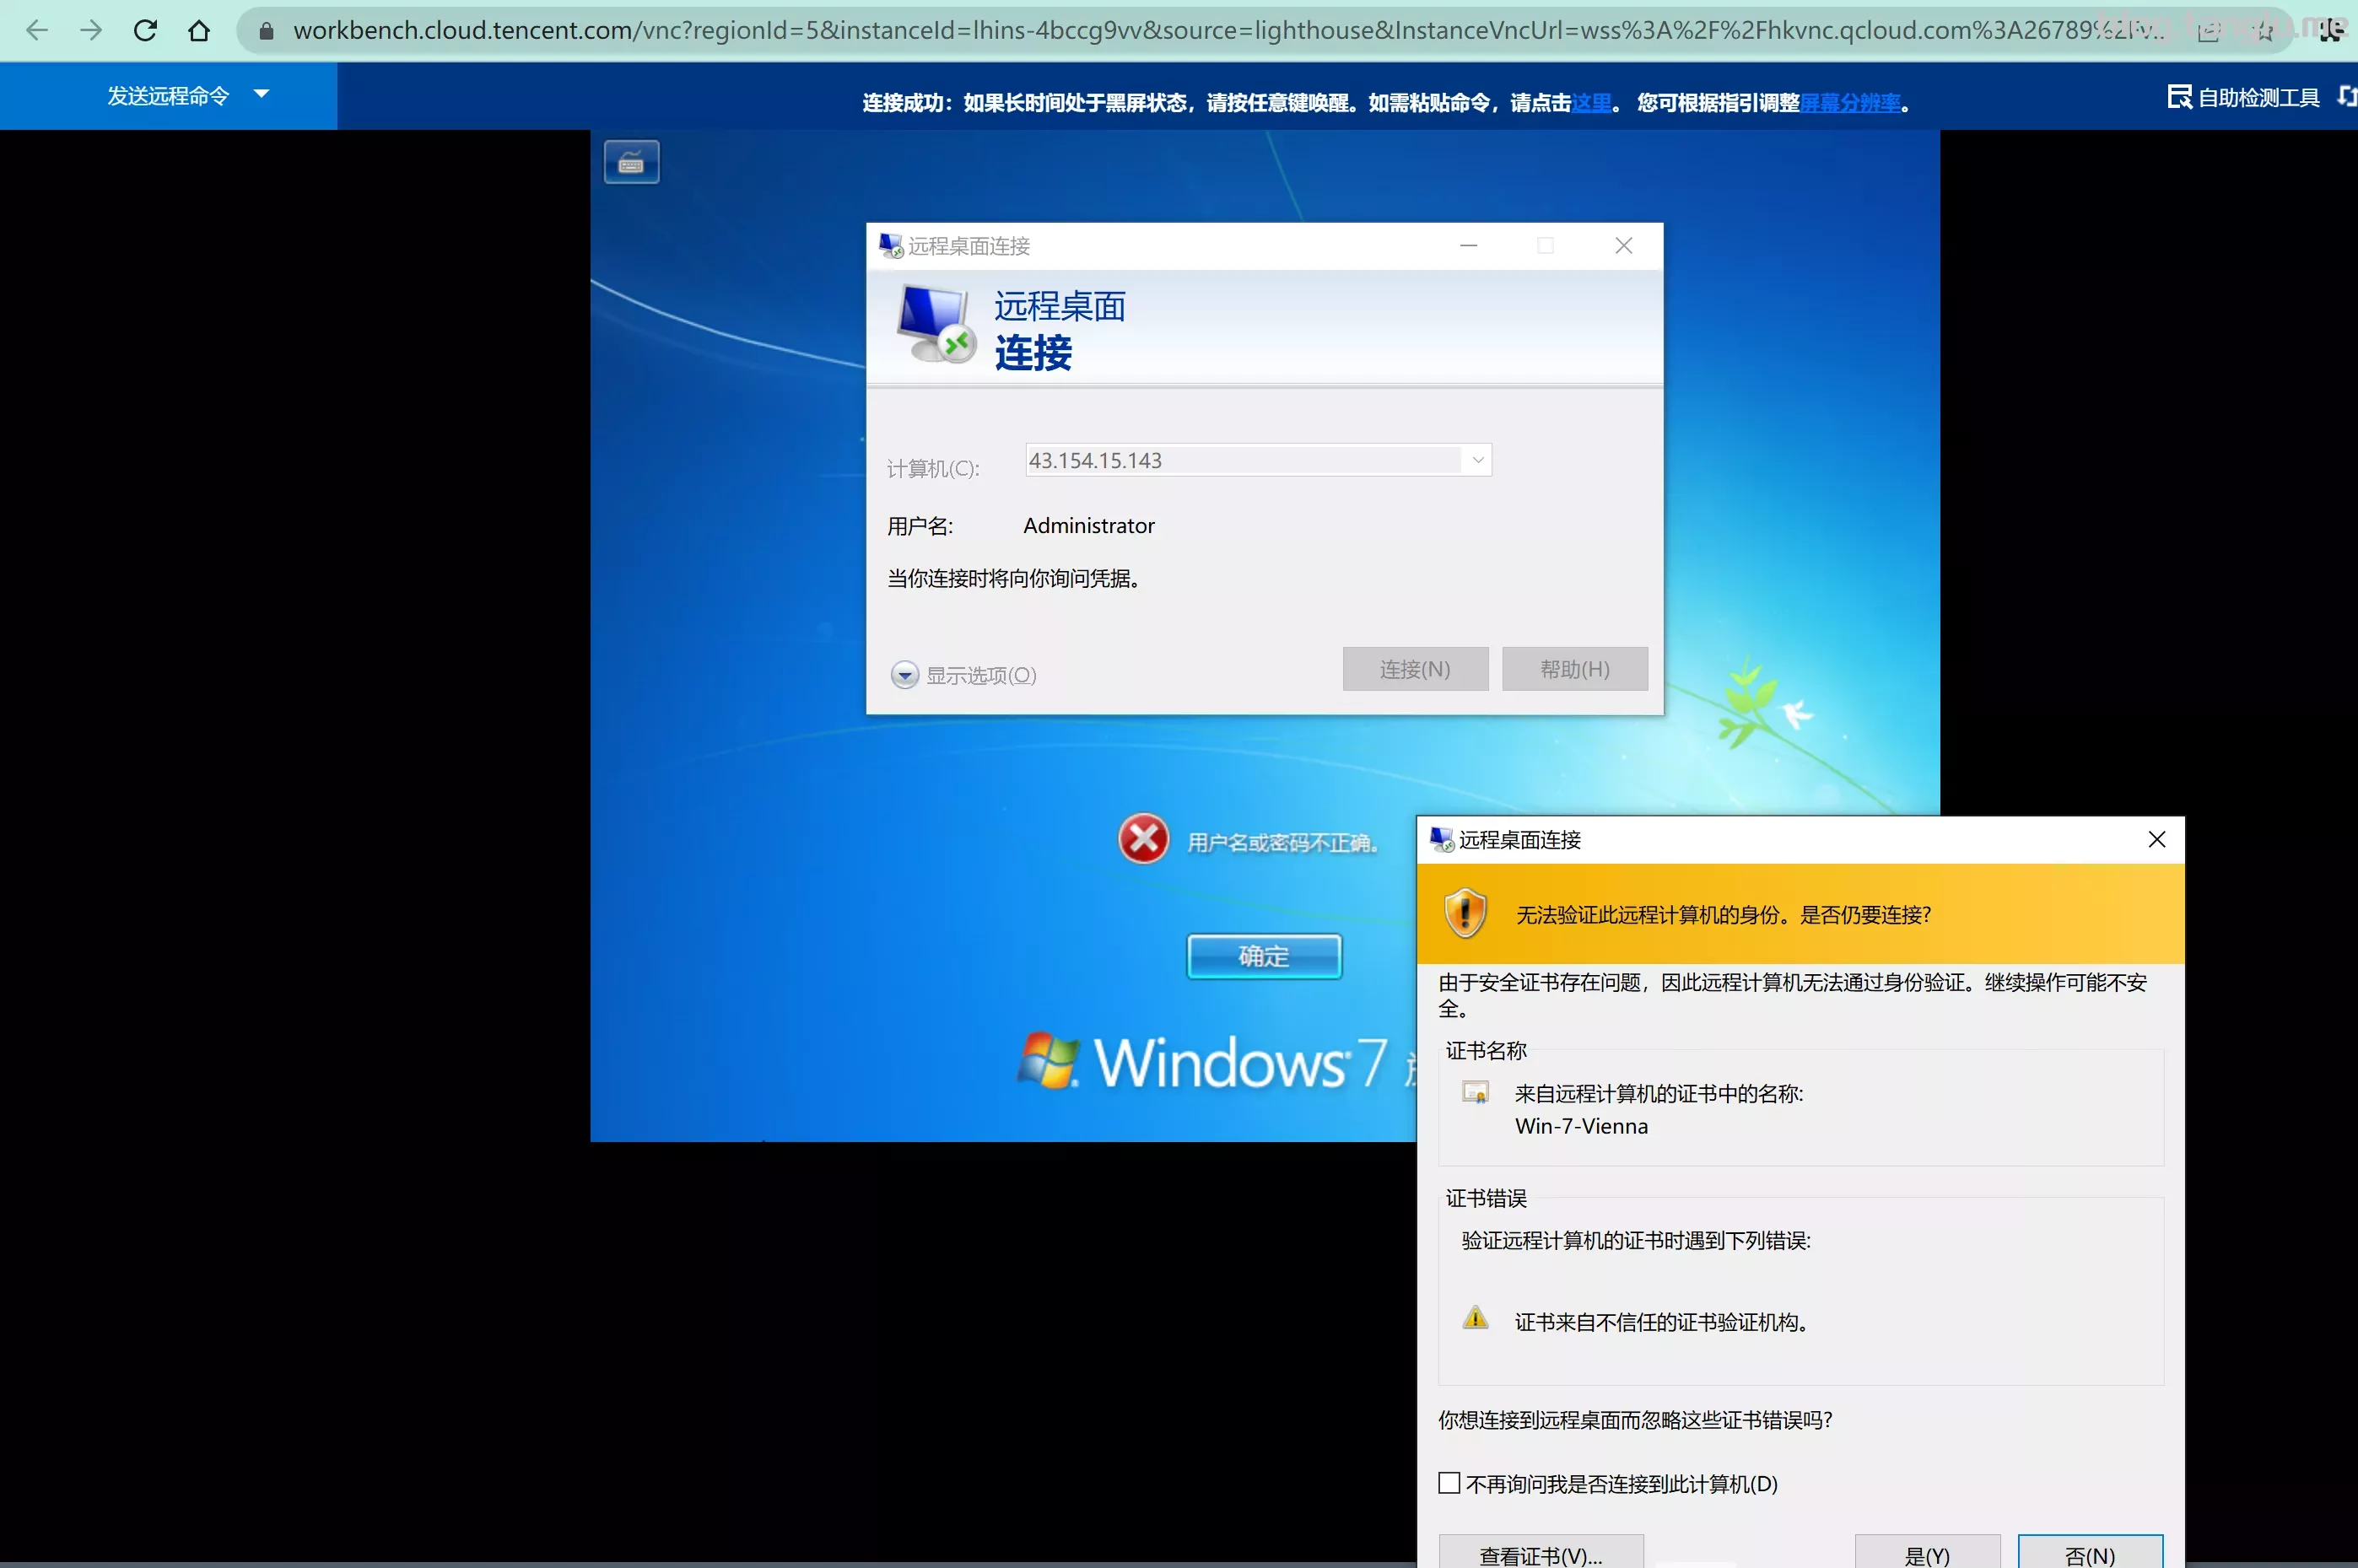 workbench.cloud.tencent.com/vnc?regionId=5&instanceId=lhins-4bccg9vv&source=lighthouse&InstanceVncUrl=wss%3A%2F%2Fhkvnc.qcloud.com%3A26789%2Fv...
发送远程命令
连接成功：如果长时间处于黑屏状态，请按任意键唤醒。如需粘贴命令，请点击这里。 您可根据指引调整屏幕分辨率。
自助检测工具
远程桌面连接
远程桌面
连接
计算机(C):
43.154.15.143
用户名:
Administrator
当你连接时将向你询问凭据。
显示选项(O)
连接(N)
帮助(H)
用户名或密码不正确。
确定
Windows 7
远程桌面连接
无法验证此远程计算机的身份。是否仍要连接?
由于安全证书存在问题，因此远程计算机无法通过身份验证。继续操作可能不安
全。
证书名称
来自远程计算机的证书中的名称:
Win-7-Vienna
证书错误
验证远程计算机的证书时遇到下列错误:
证书来自不信任的证书验证机构。
你想连接到远程桌面而忽略这些证书错误吗?
不再询问我是否连接到此计算机(D)
查看证书(V)...
是(Y)
否(N)